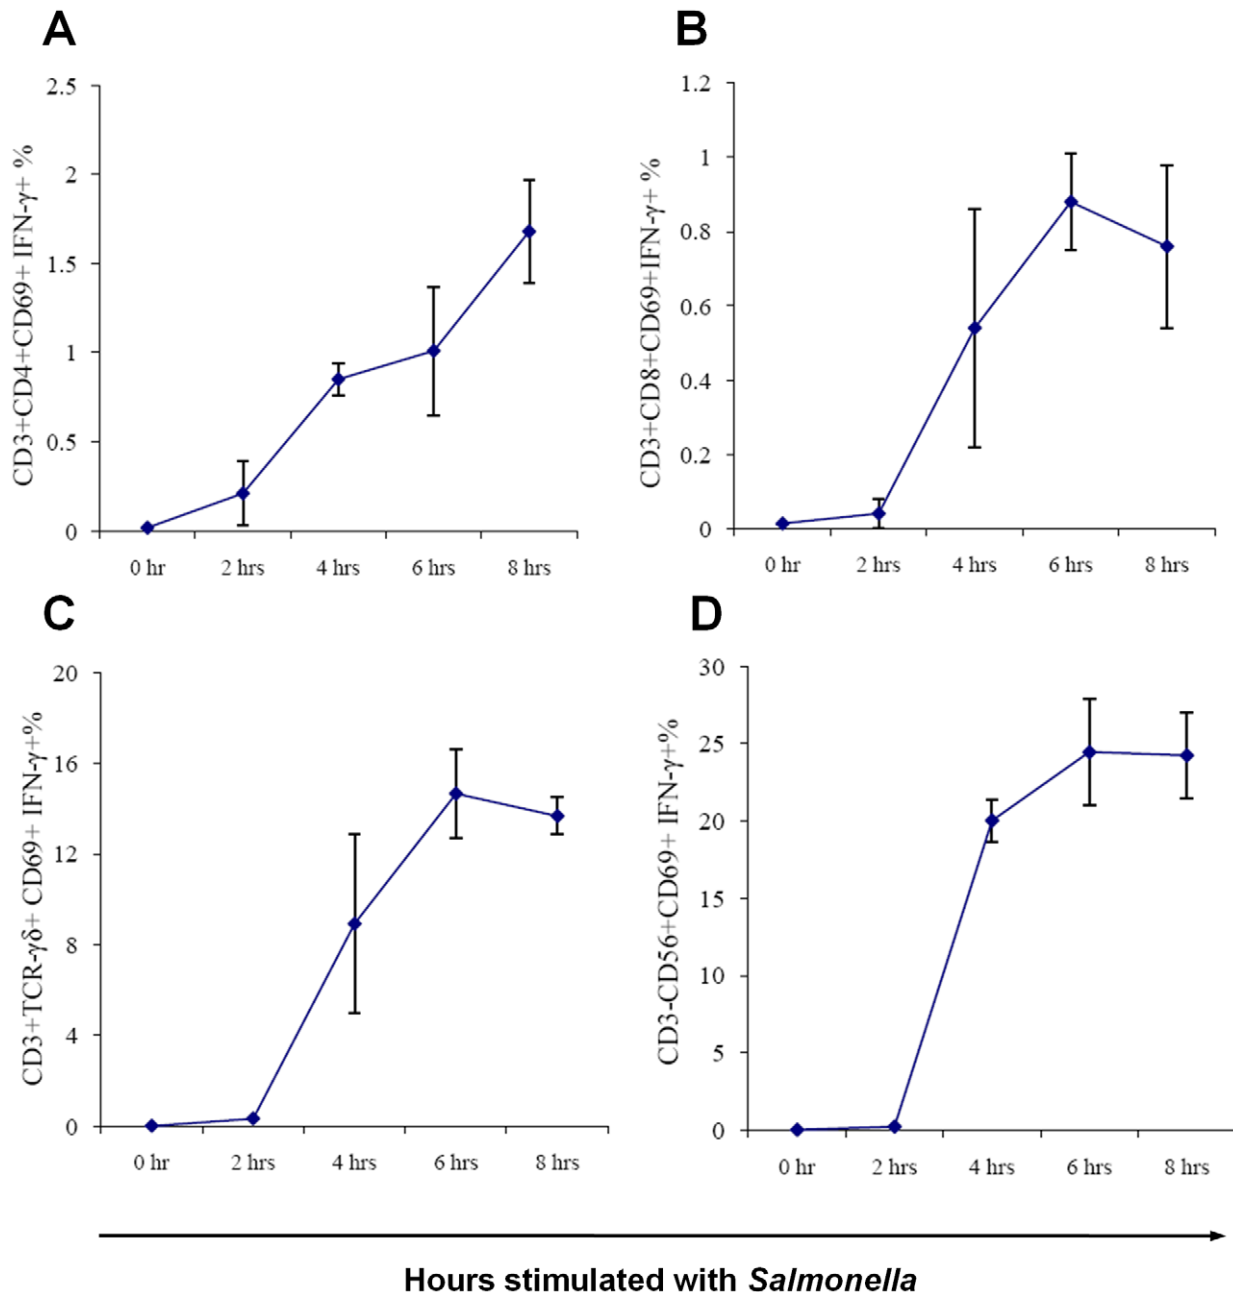 A
CD3+CD4+CD69+ IFN-γ+ %
2.5
2
1.5
1
0.5
0
0 hr 2 hrs 4 hrs 6 hrs 8 hrs
B
CD3+CD8+CD69+IFN-γ+ %
1.2
1
0.8
0.6
0.4
0.2
0
0 hr 2 hrs 4 hrs 6 hrs 8 hrs
C
CD3+TCR-γδ+ CD69+ IFN-γ+%
20
16
12
8
4
0
0 hr 2 hrs 4 hrs 6 hrs 8 hrs
D
CD3-CD56+CD69+ IFN-γ+%
30
25
20
15
10
5
0
0 hr 2 hrs 4 hrs 6 hrs 8 hrs
Hours stimulated with Salmonella